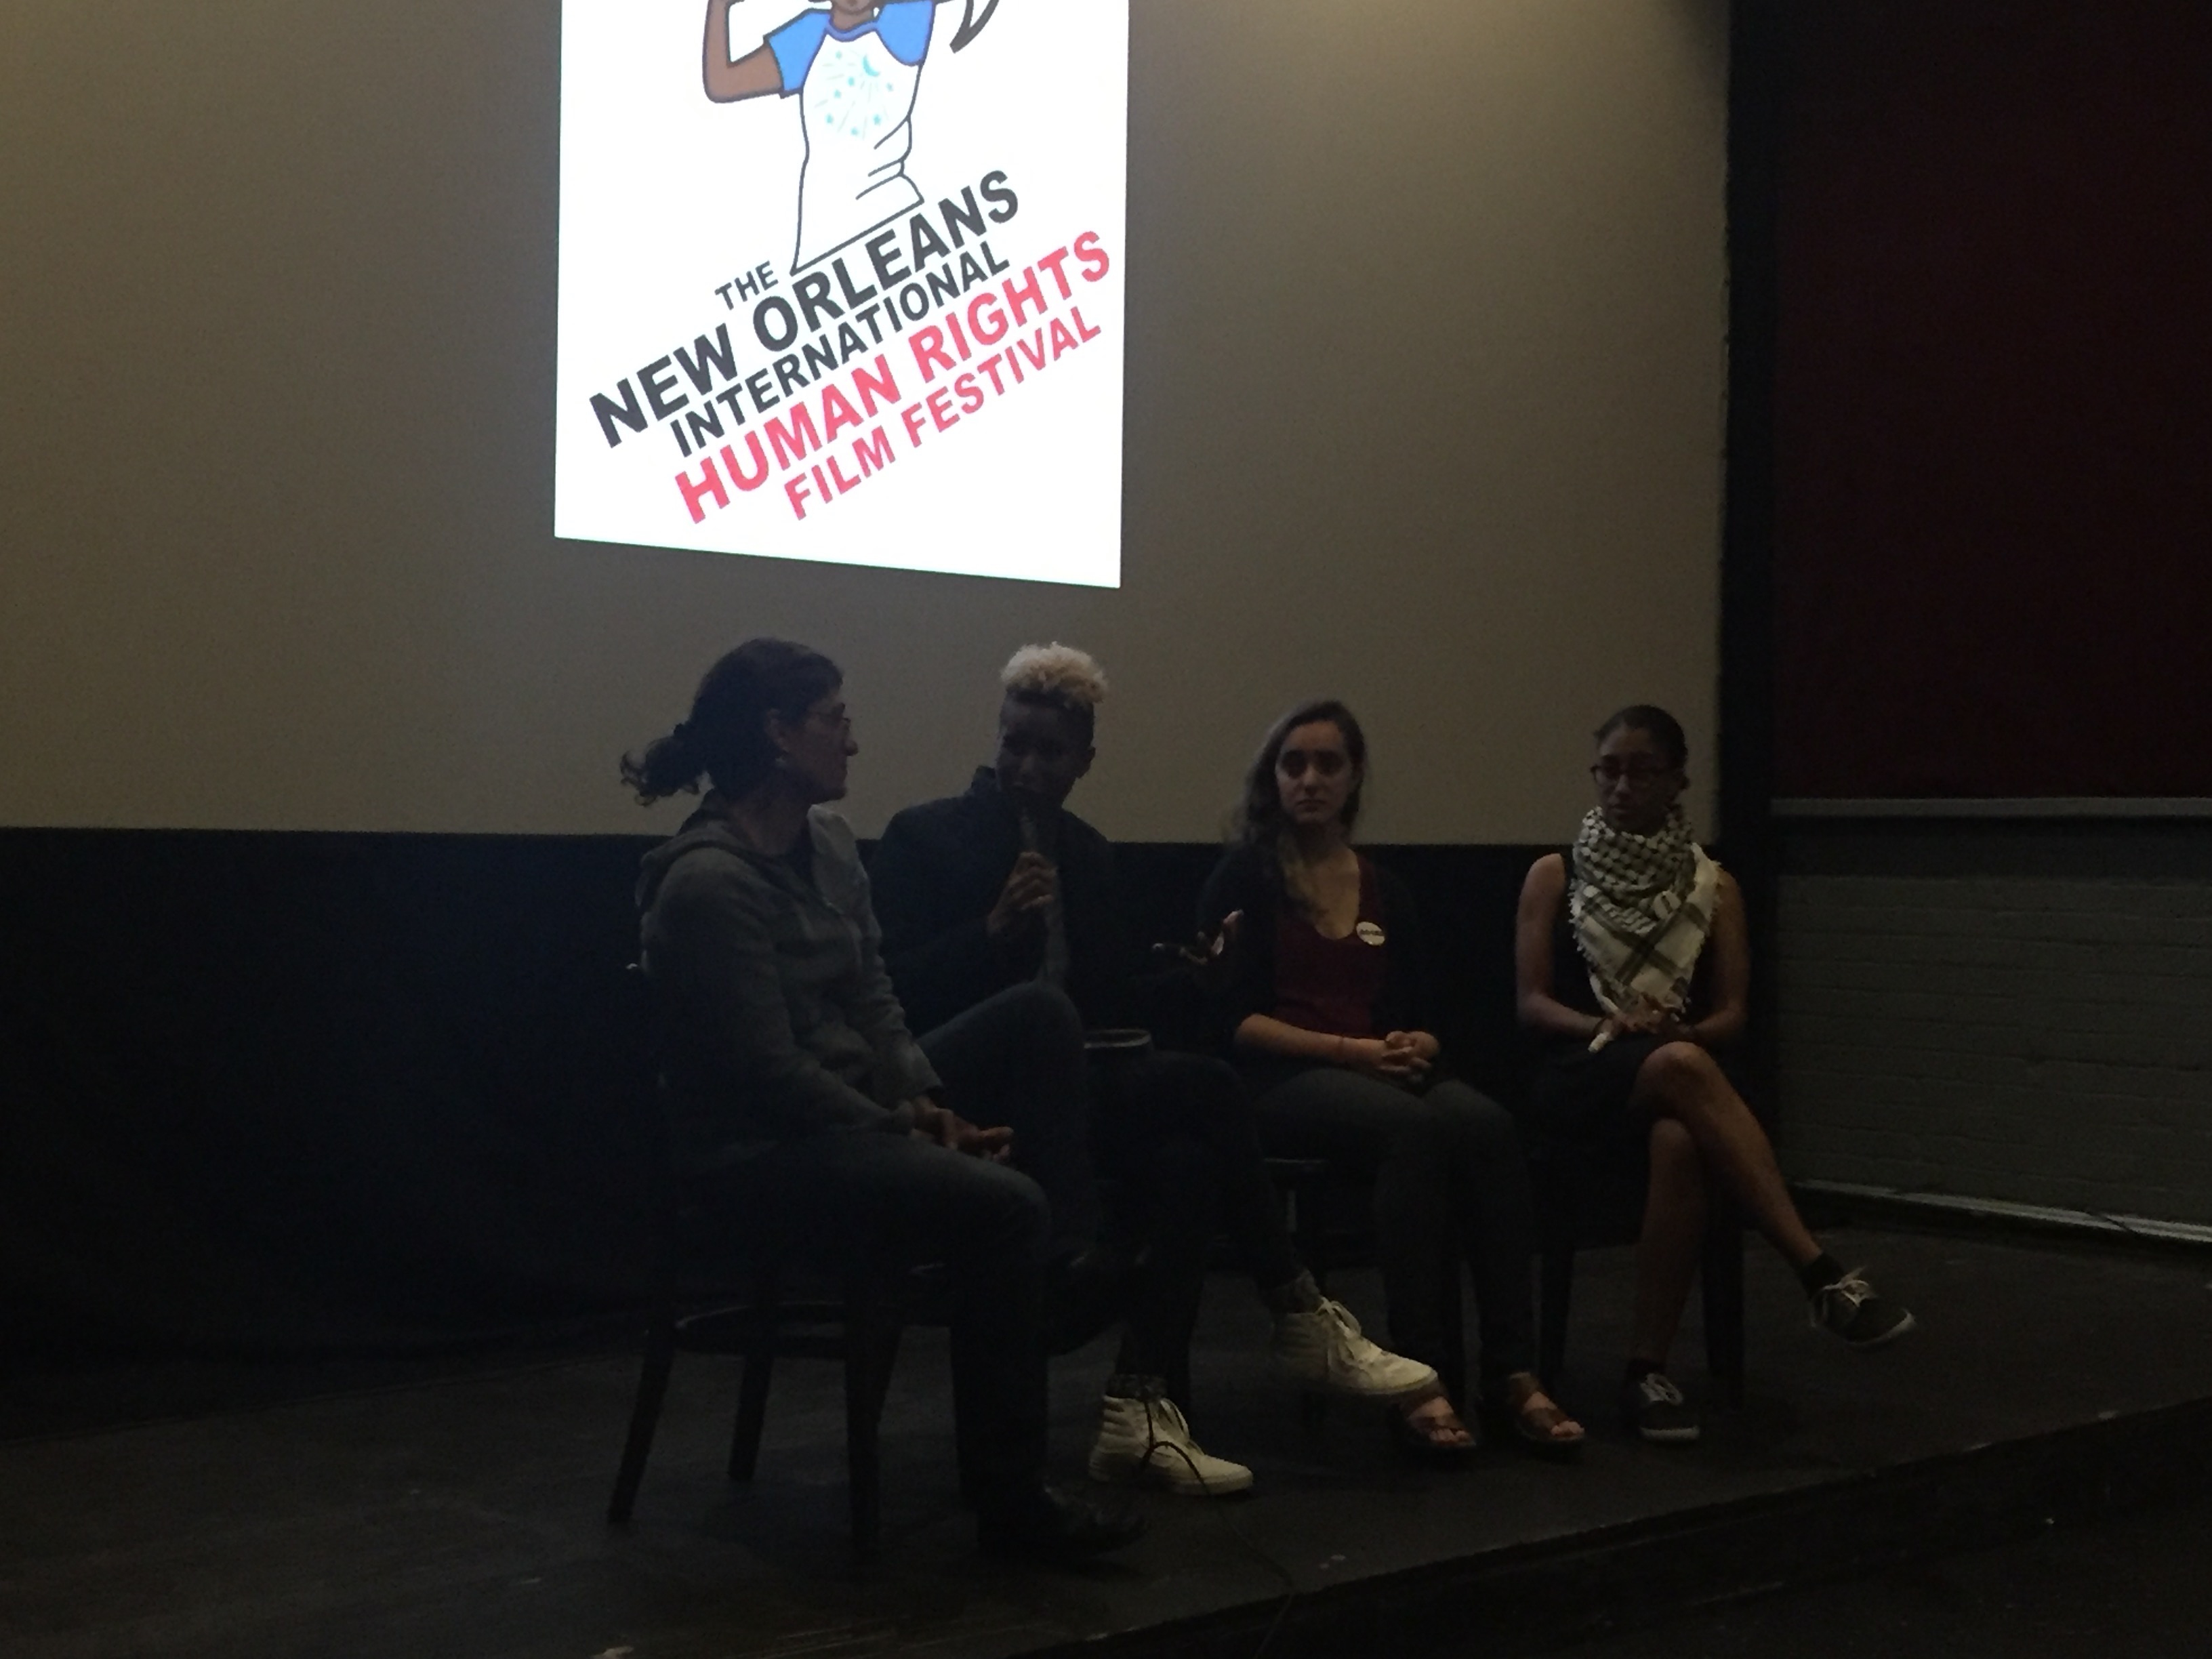 THE
NEW ORLEANS
INTERNATIONAL
HUMAN RIGHTS
FILM FESTIVAL